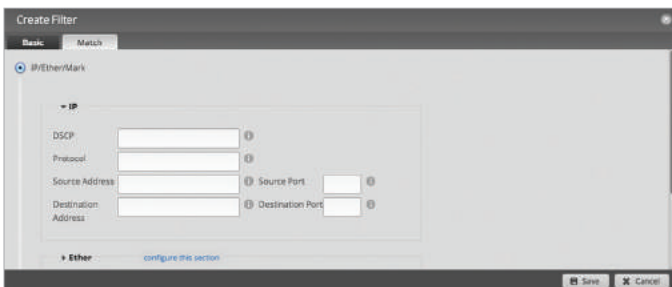 Create Filter
Basic Match
IP/Ether/Mark
IP
DSCP
Protocol
Source Address Source Port
Destination Address Destination Port
Ether configure this section
Save Cancel